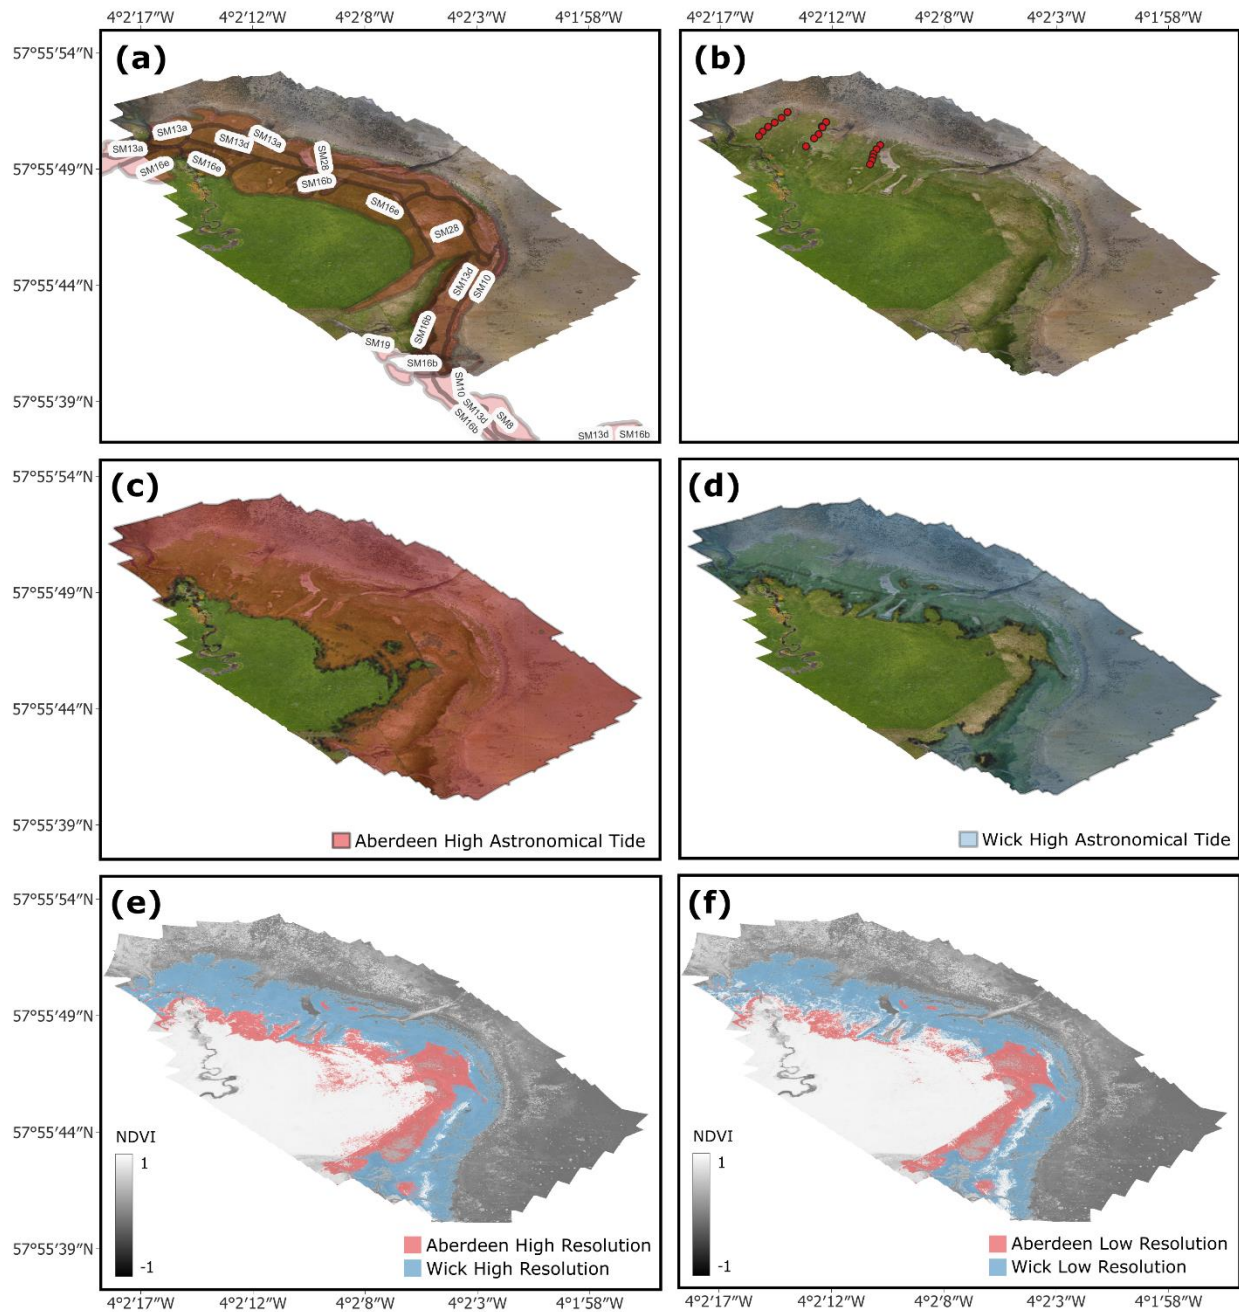 4°2′17″W 4°2′12″W 4°2′8″W 4°2′3″W 4°1′58″W 4°2′17″W 4°2′12″W 4°2′8″W 4°2′3″W 4°1′58″W
57°55′54″N
(a)
SM13a
SM13a
SM13d
SM13a
SM16e
SM16e
SM28
SM16b
SM16e
SM28
SM13d
SM10
SM16b
SM19
SM16b
SM10
SM13d
SM16b
SM8
SM13d
SM16b
57°55′49″N
57°55′44″N
57°55′39″N
(b)
57°55′54″N
(c)
57°55′49″N
57°55′44″N
57°55′39″N
Aberdeen High Astronomical Tide
(d)
Wick High Astronomical Tide
57°55′54″N
(e)
57°55′49″N
57°55′44″N
57°55′39″N
NDVI
1
-1
Aberdeen High Resolution
Wick High Resolution
(f)
NDVI
1
-1
Aberdeen Low Resolution
Wick Low Resolution
4°2′17″W 4°2′12″W 4°2′8″W 4°2′3″W 4°1′58″W 4°2′17″W 4°2′12″W 4°2′8″W 4°2′3″W 4°1′58″W